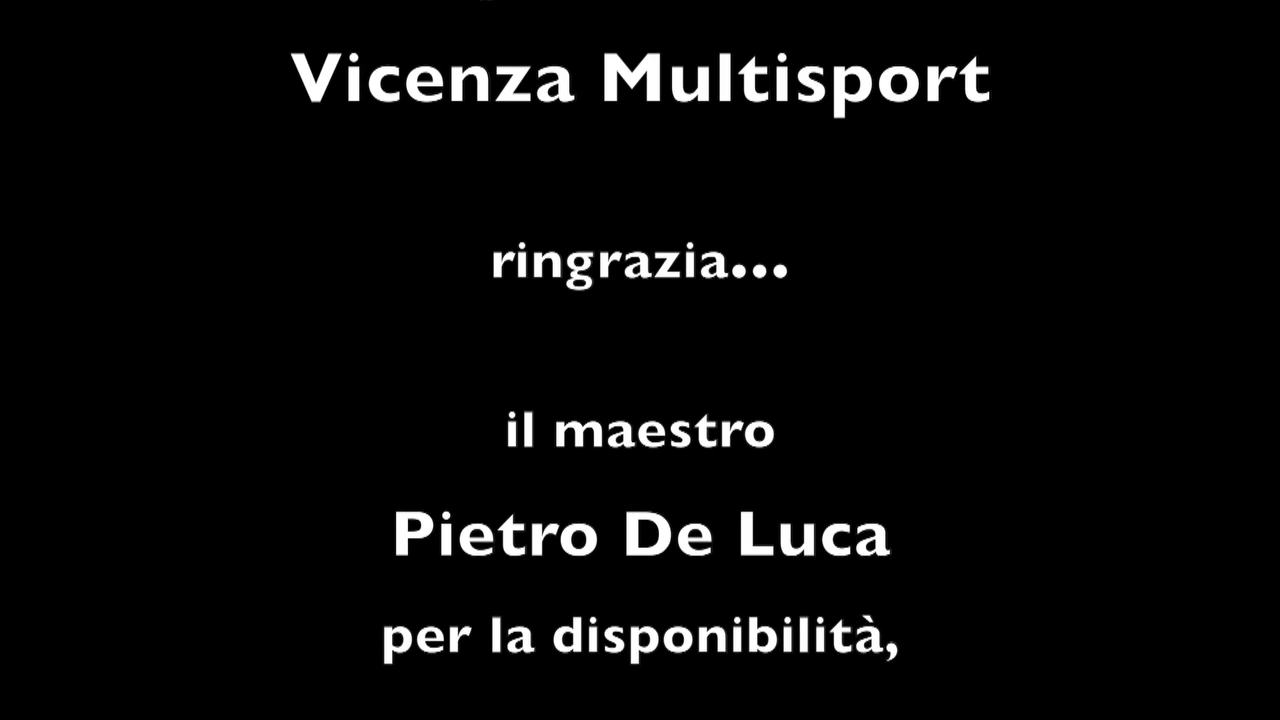 Vicenza Multisport
ringrazia...
il maestro
Pietro De Luca
per la disponibilità,